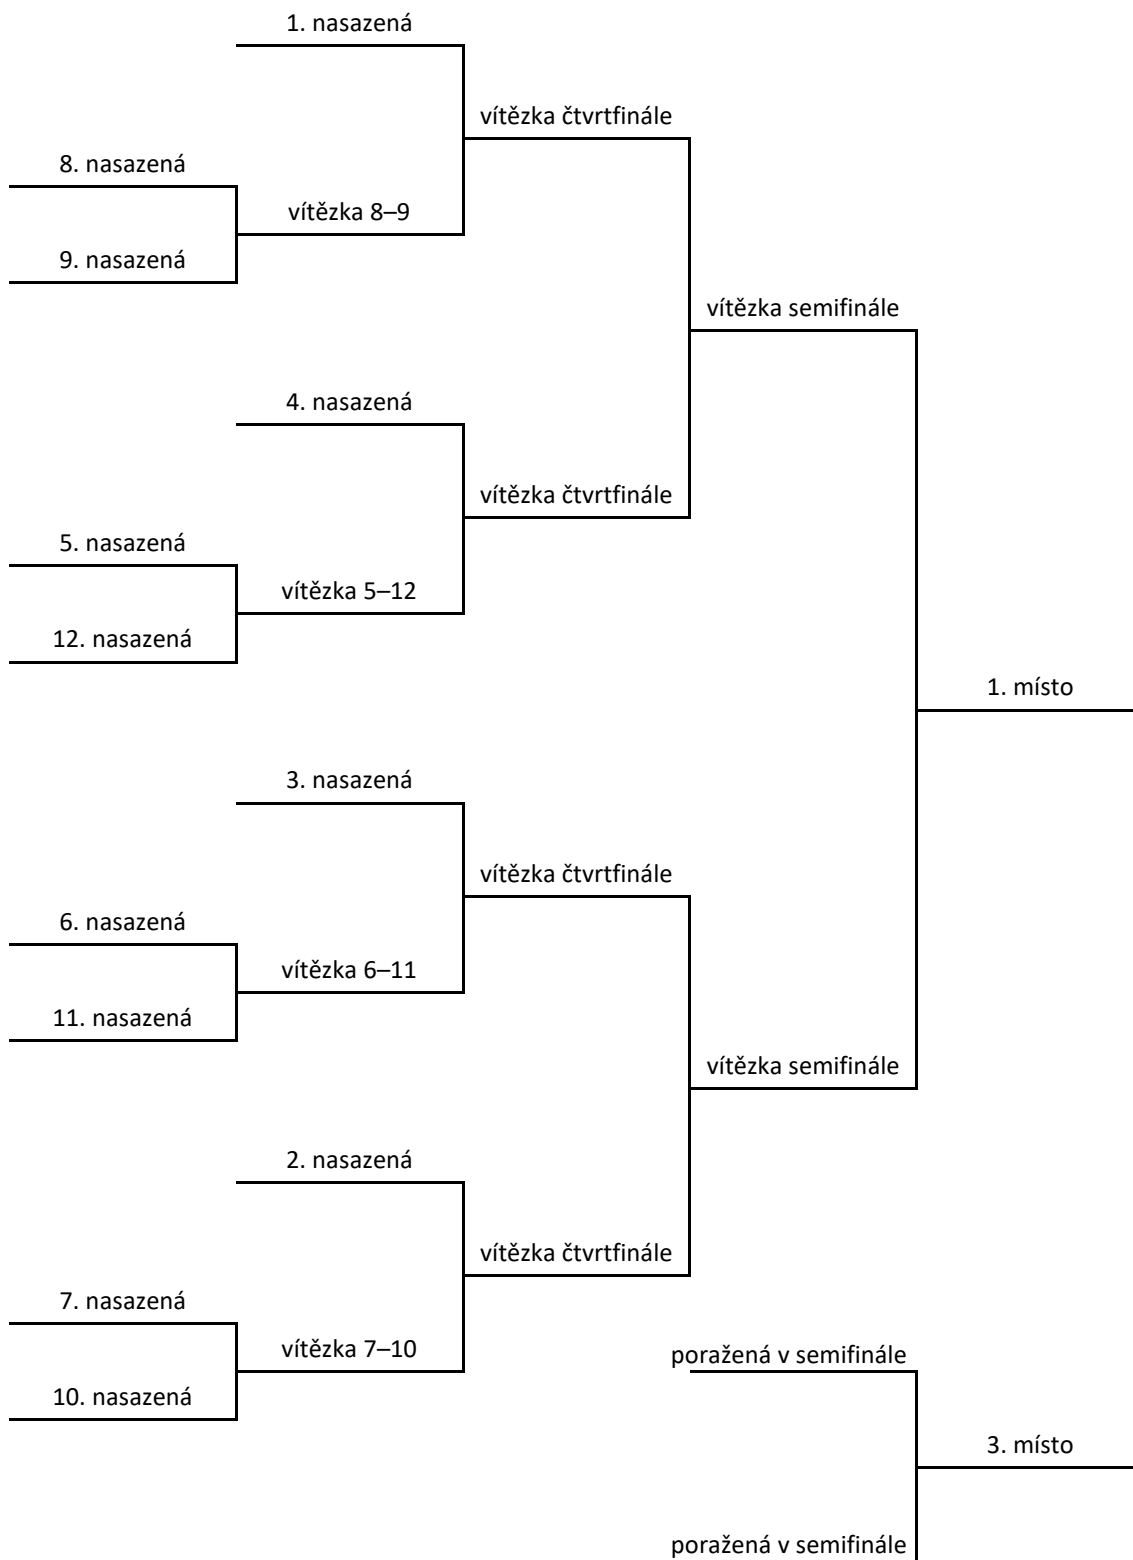 1. nasazená
vítězka čtvrtfinále
8. nasazená
vítězka 8–9
9. nasazená
vítězka semifinále
4. nasazená
vítězka čtvrtfinále
5. nasazená
vítězka 5–12
12. nasazená
1. místo
3. nasazená
vítězka čtvrtfinále
6. nasazená
vítězka 6–11
11. nasazená
vítězka semifinále
2. nasazená
vítězka čtvrtfinále
7. nasazená
vítězka 7–10
poražená v semifinále
10. nasazená
3. místo
poražená v semifinále